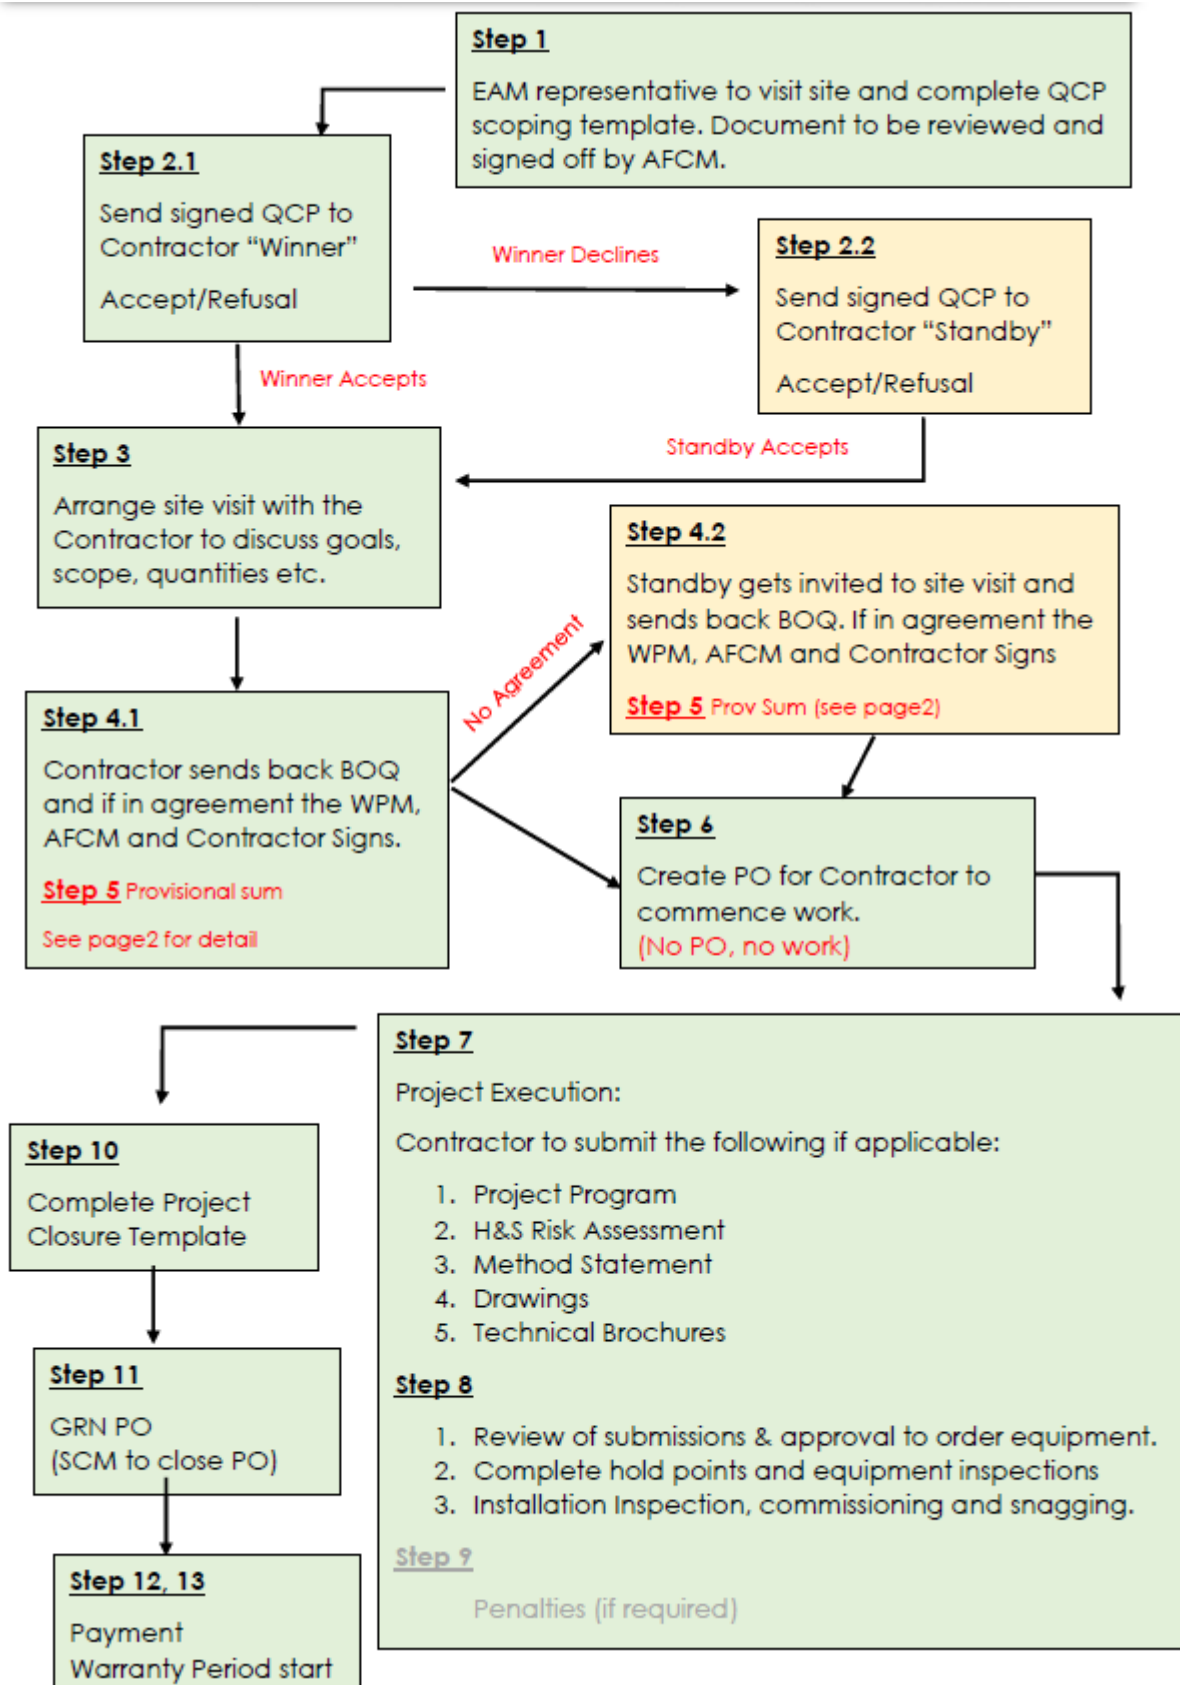 Step 1
EAM representative to visit site and complete QCP
scoping template. Document to be reviewed and
signed off by AFCM.
Step 2.1
Send signed QCP to
Contractor “Winner”
Accept/Refusal
Winner Declines
Step 2.2
Send signed QCP to
Contractor “Standby”
Accept/Refusal
Winner Accepts
Standby Accepts
Step 3
Arrange site visit with the
Contractor to discuss goals,
scope, quantities etc.
Step 4.1
Contractor sends back BOQ
and if in agreement the WPM,
AFCM and Contractor Signs.
Step 5 Provisional sum
See page2 for detail
No Agreement
Step 4.2
Standby gets invited to site visit and
sends back BOQ. If in agreement the
WPM, AFCM and Contractor Signs
Step 5 Prov Sum (see page2)
Step 6
Create PO for Contractor to
commence work.
(No PO, no work)
Step 7
Project Execution:
Contractor to submit the following if applicable:
1. Project Program
2. H&S Risk Assessment
3. Method Statement
4. Drawings
5. Technical Brochures
Step 8
1. Review of submissions & approval to order equipment.
2. Complete hold points and equipment inspections
3. Installation Inspection, commissioning and snagging.
Step 9
Penalties (if required)
Step 10
Complete Project
Closure Template
Step 11
GRN PO
(SCM to close PO)
Step 12, 13
Payment
Warranty Period start